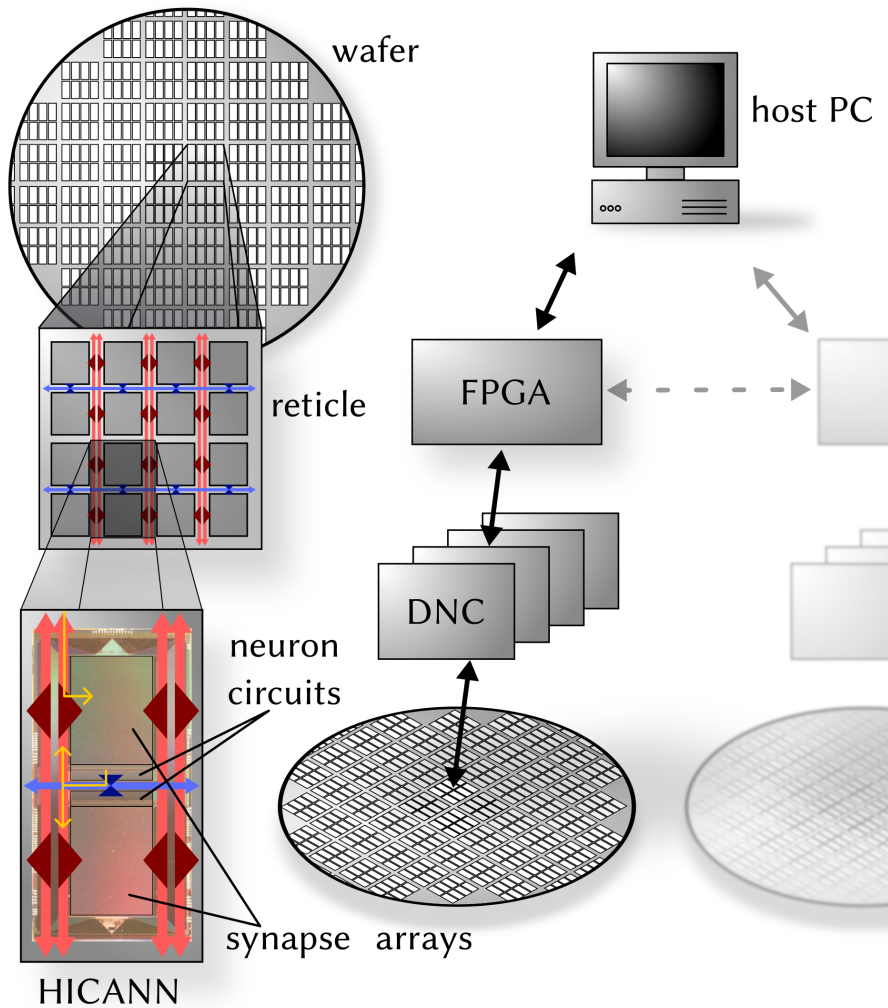 wafer
host PC
reticle
FPGA
DNC
neuron
circuits
synapse arrays
HICANN